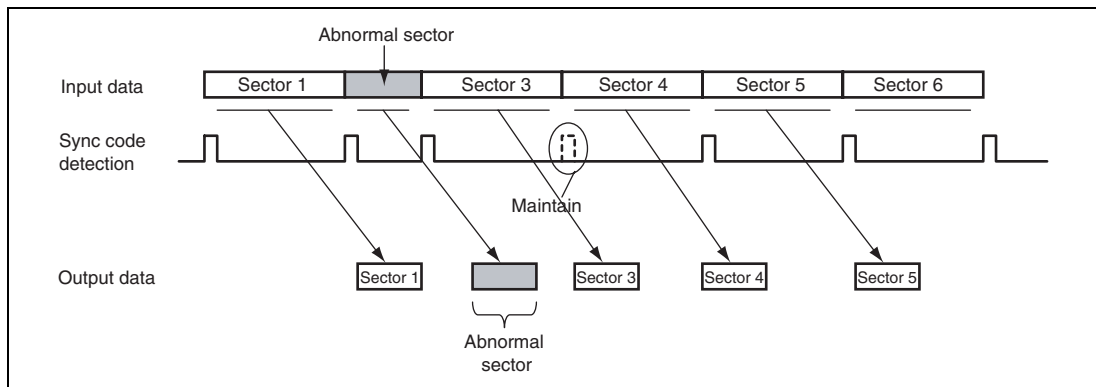 Abnormal sector
Input data
Sector 1
Sector 3
Sector 4
Sector 5
Sector 6
Sync code
detection
Maintain
Output data
Sector 1
Sector 3
Sector 4
Sector 5
Abnormal
sector